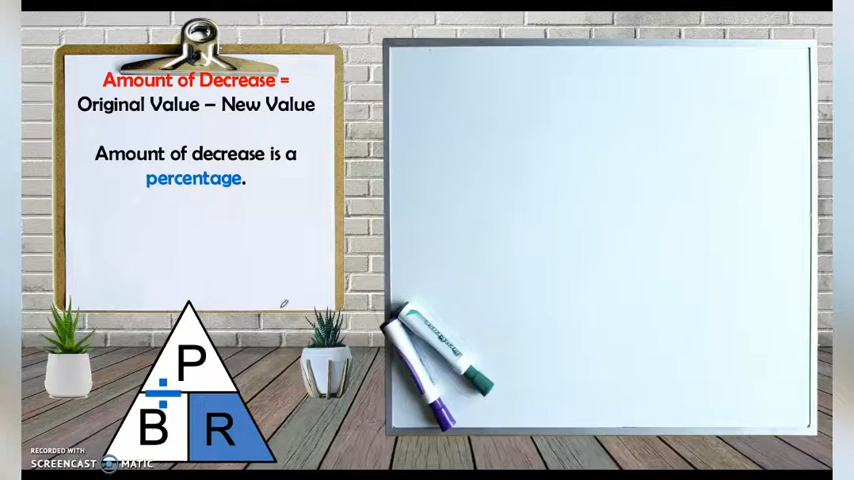 Amount of Decrease =
Original Value – New Value
Amount of decrease is a
percentage.
P
÷
B R
RECORDED WITH
SCREENCAST MATIC